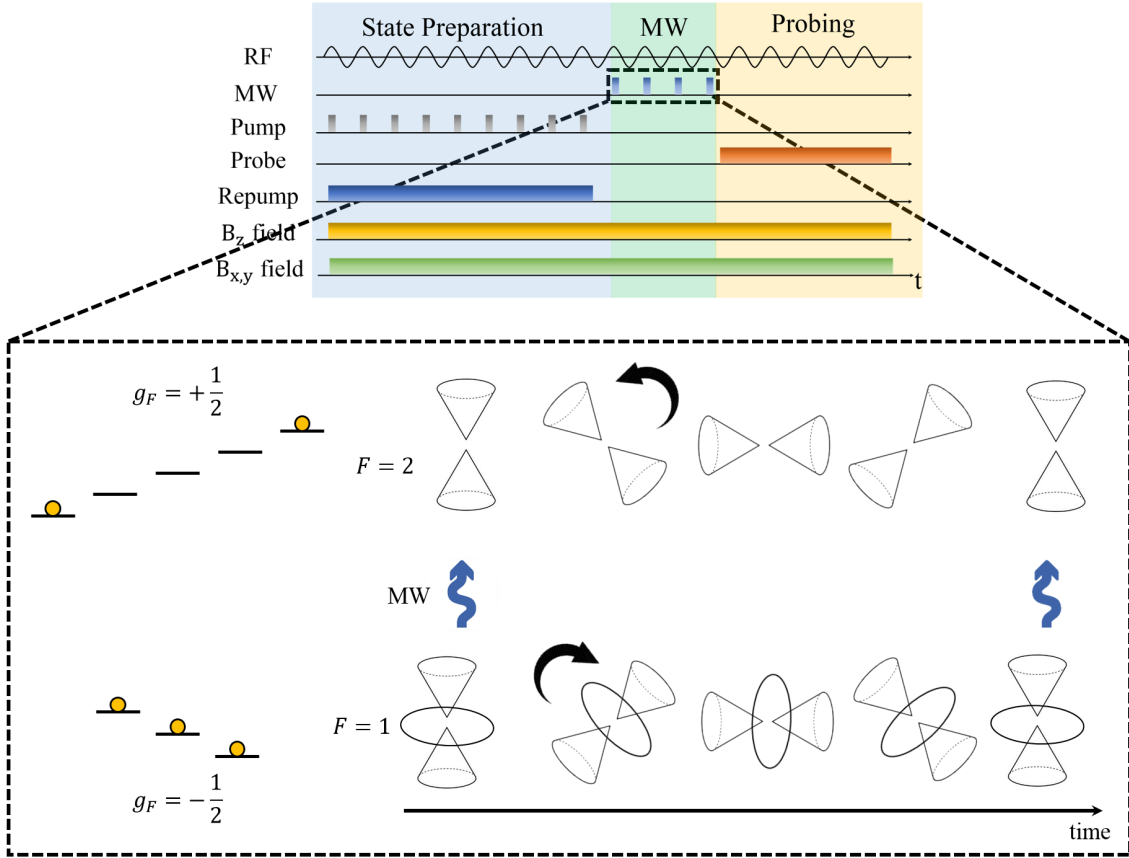 State Preparation MW Probing
RF
MW
Pump
Probe
Repump
B_z field
B_x,y field
t
g_F = +1/2
F = 2
MW
F = 1
g_F = −1/2
time